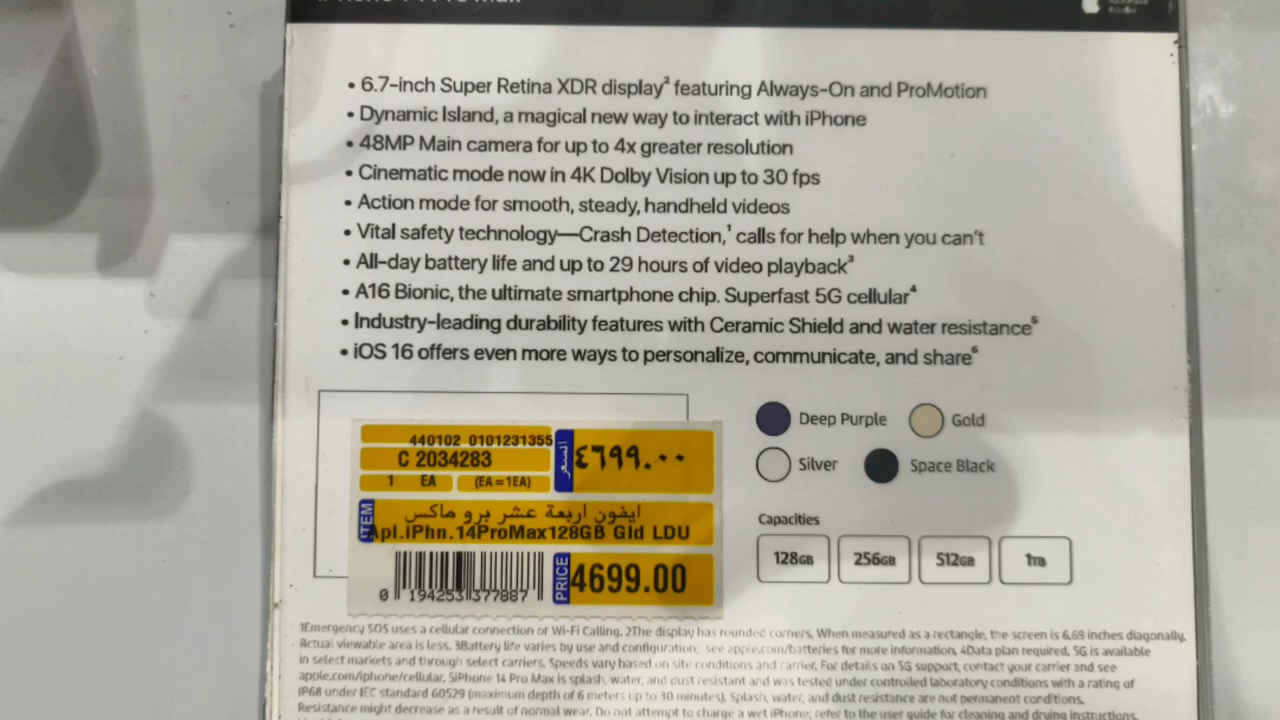 iPhone 14 Pro Max
• 6.7-inch Super Retina XDR display² featuring Always-On and ProMotion
• Dynamic Island, a magical new way to interact with iPhone
• 48MP Main camera for up to 4x greater resolution
• Cinematic mode now in 4K Dolby Vision up to 30 fps
• Action mode for smooth, steady, handheld videos
• Vital safety technology—Crash Detection,¹ calls for help when you can't
• All-day battery life and up to 29 hours of video playback³
• A16 Bionic, the ultimate smartphone chip. Superfast 5G cellular⁴
• Industry-leading durability features with Ceramic Shield and water resistance⁵
• iOS 16 offers even more ways to personalize, communicate, and share⁶
440102 0101231355
C 2034283
1 EA (EA=1EA)
السعر ٤٦٩٩.٠٠
ITEM
ايفون اربعة عشر برو ماكس
Apl.iPhn.14ProMax128GB Gld LDU
0 194253 377887
PRICE 4699.00
Deep Purple Gold
Silver Space Black
Capacities
128GB 256GB 512GB 1TB
1Emergency SOS uses a cellular connection or Wi-Fi Calling. 2The display has rounded corners. When measured as a rectangle, the screen is 6.69 inches diagonally.
Actual viewable area is less. 3Battery life varies by use and configuration; see apple.com/batteries for more information. 4Data plan required. 5G is available
in select markets and through select carriers. Speeds vary based on site conditions and carrier. For details on 5G support, contact your carrier and see
apple.com/iphone/cellular. 5iPhone 14 Pro Max is splash, water, and dust resistant and was tested under controlled laboratory conditions with a rating of
IP68 under IEC standard 60529 (maximum depth of 6 meters up to 30 minutes). Splash, water, and dust resistance are not permanent conditions.
Resistance might decrease as a result of normal wear. Do not attempt to charge a wet iPhone; refer to the user guide for cleaning and drying instructions.